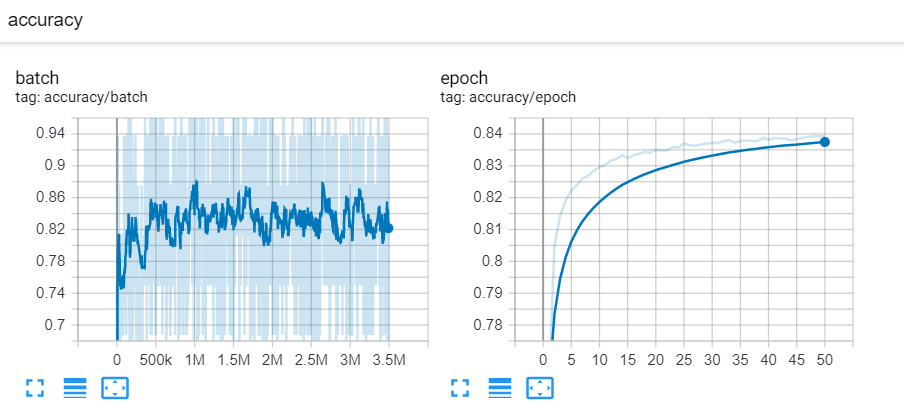 accuracy
batch
tag: accuracy/batch
0.94
0.9
0.86
0.82
0.78
0.74
0.7
0 500k 1M 1.5M 2M 2.5M 3M 3.5M
epoch
tag: accuracy/epoch
0.84
0.83
0.82
0.81
0.8
0.79
0.78
0 5 10 15 20 25 30 35 40 45 50